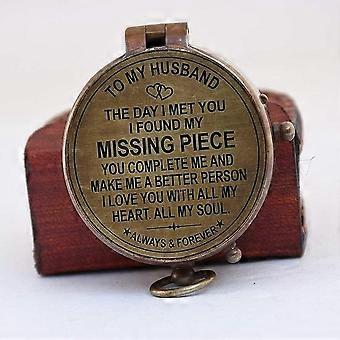 TO MY HUSBAND
THE DAY I MET YOU
I FOUND MY
MISSING PIECE
YOU COMPLETE ME AND
MAKE ME A BETTER PERSON
I LOVE YOU WITH ALL MY
HEART. ALL MY SOUL.
★ALWAYS & FOREVER★